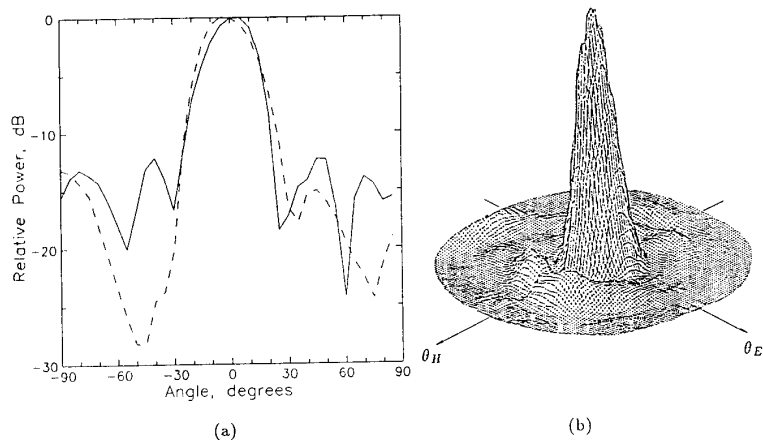 0
-10
-20
-30
Relative Power, dB
-90
-60
-30
0
30
60
90
Angle, degrees
(a)
θH
θE
(b)